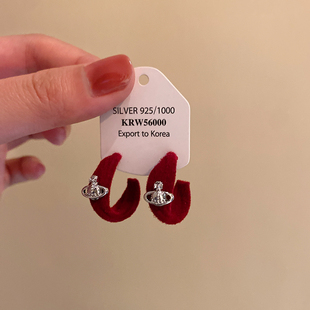 SILVER 925/1000
KRW56000
Export to Korea